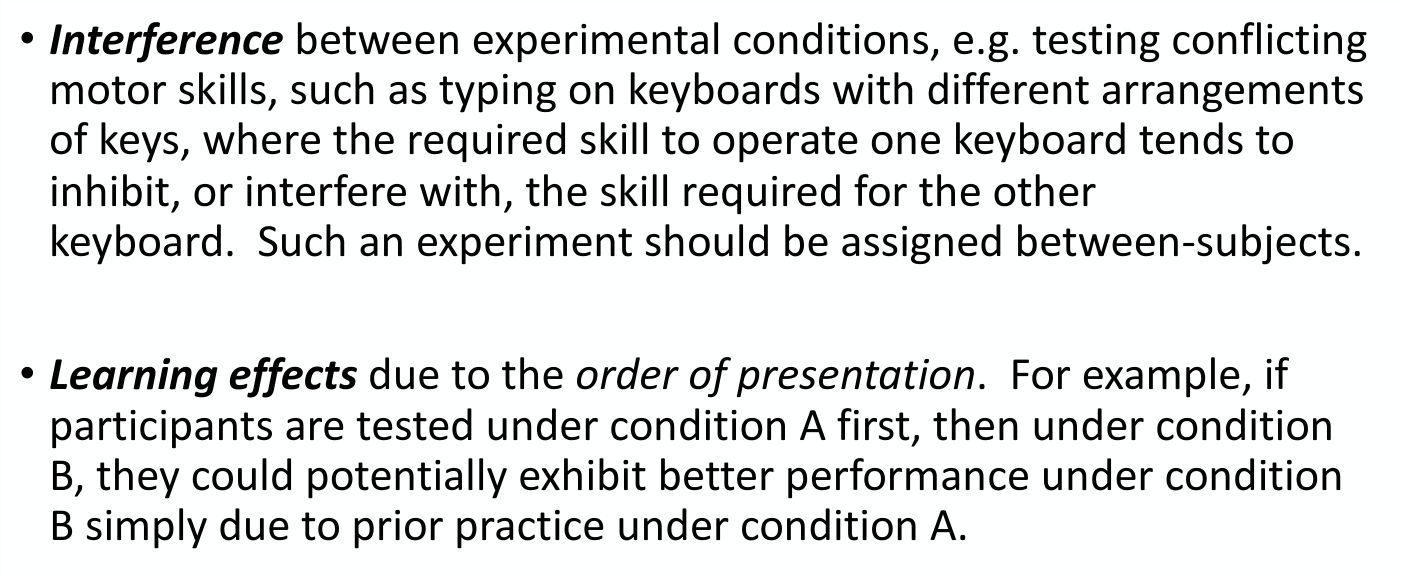 • Interference between experimental conditions, e.g. testing conflicting
motor skills, such as typing on keyboards with different arrangements
of keys, where the required skill to operate one keyboard tends to
inhibit, or interfere with, the skill required for the other
keyboard.  Such an experiment should be assigned between-subjects.
• Learning effects due to the order of presentation.  For example, if
participants are tested under condition A first, then under condition
B, they could potentially exhibit better performance under condition
B simply due to prior practice under condition A.